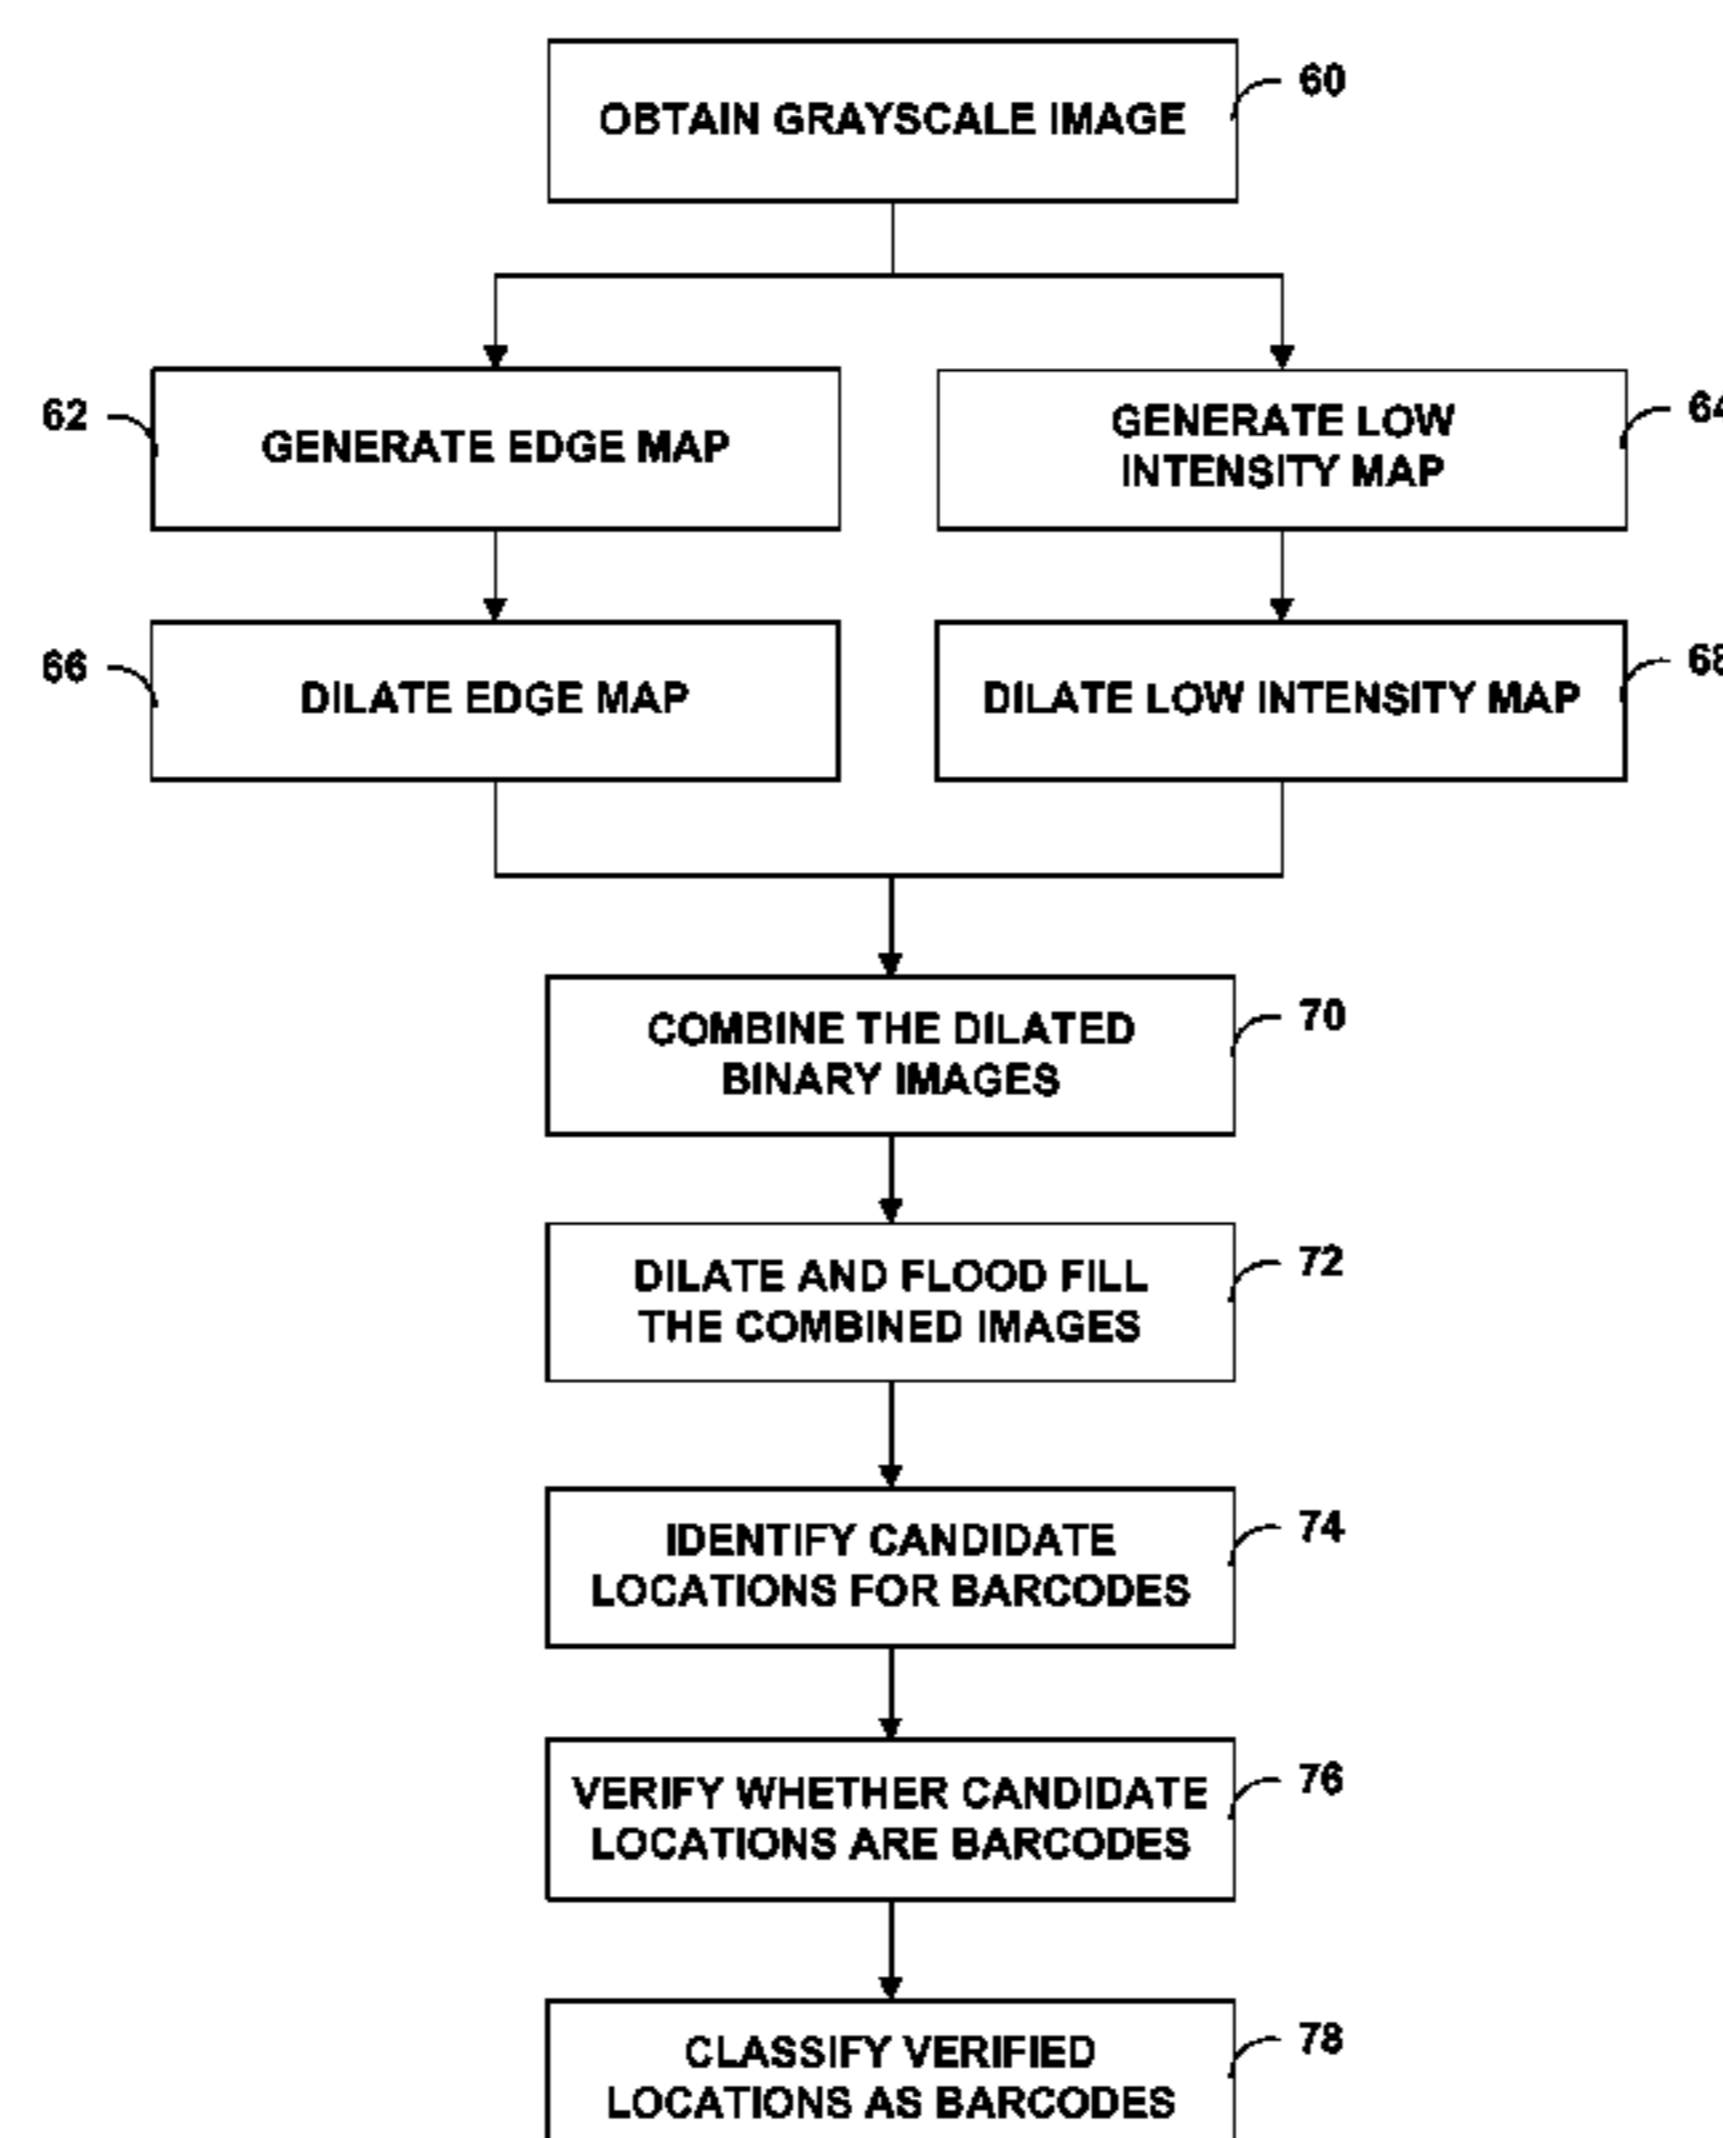 OBTAIN GRAYSCALE IMAGE
60
62
GENERATE EDGE MAP
GENERATE LOW
INTENSITY MAP
64
66
DILATE EDGE MAP
DILATE LOW INTENSITY MAP
68
COMBINE THE DILATED
BINARY IMAGES
70
DILATE AND FLOOD FILL
THE COMBINED IMAGES
72
IDENTIFY CANDIDATE
LOCATIONS FOR BARCODES
74
VERIFY WHETHER CANDIDATE
LOCATIONS ARE BARCODES
76
CLASSIFY VERIFIED
LOCATIONS AS BARCODES
78